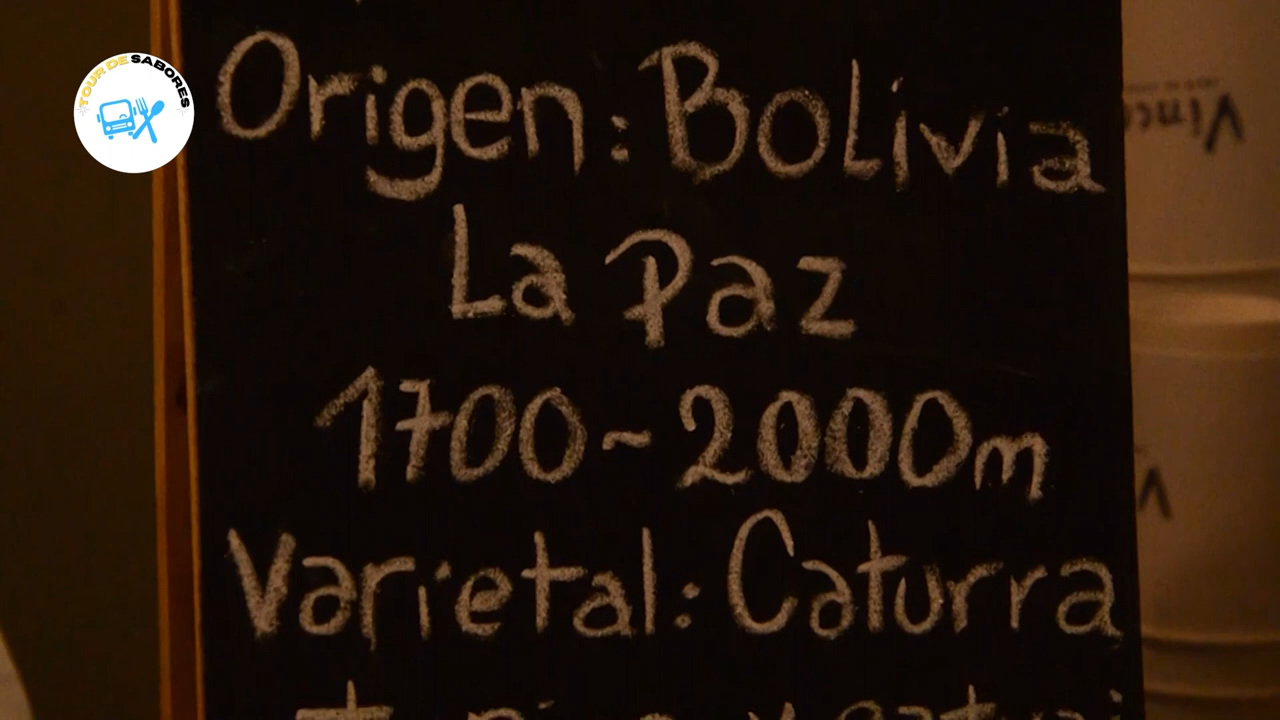 TOUR DE SABORES
Origen: Bolivia
La Paz
1700~2000m
Varietal: Caturra